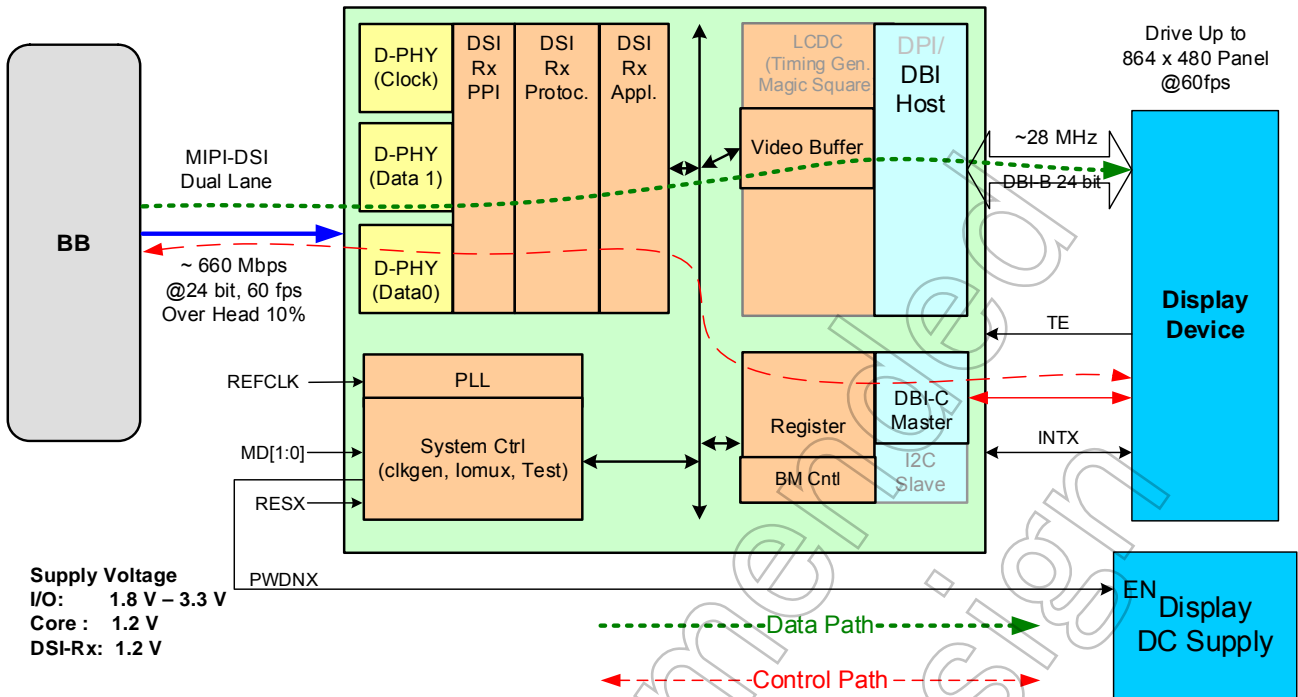 BB
MIPI-DSI
Dual Lane
~ 660 Mbps
@24 bit, 60 fps
Over Head 10%
D-PHY
(Clock)
D-PHY
(Data 1)
D-PHY
(Data0)
DSI
Rx
PPI
DSI
Rx
Protoc.
DSI
Rx
Appl.
LCDC
(Timing Gen.
Magic Square
Video Buffer
DPI/
DBI
Host
Drive Up to
864 x 480 Panel
@60fps
~28 MHz
DBI-B 24 bit
Display
Device
TE
INTX
REFCLK
MD[1:0]
RESX
PWDNX
PLL
System Ctrl
(clkgen, Iomux, Test)
Register
BM Cntl
DBI-C
Master
I2C
Slave
Supply Voltage
I/O: 1.8 V – 3.3 V
Core : 1.2 V
DSI-Rx: 1.2 V
EN
Display
DC Supply
Data Path
Control Path
mended
sign